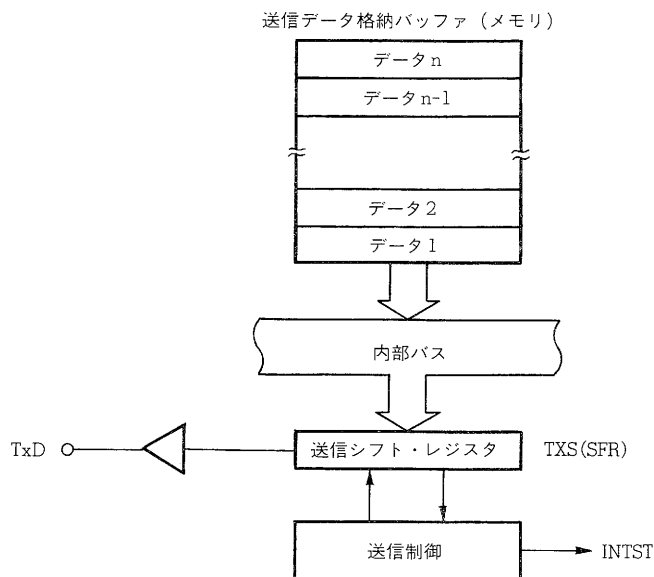 送信データ格納バッファ（メモリ）
データn
データn-1
データ2
データ1
内部バス
TxD
送信シフト・レジスタ
TXS(SFR)
送信制御
INTST